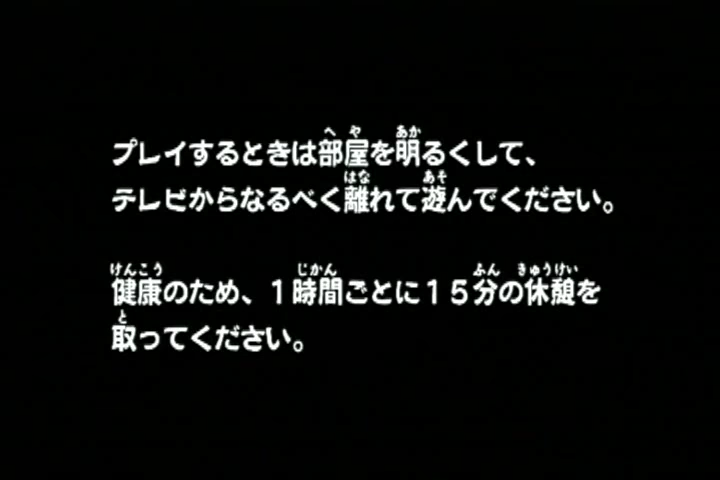 プレイするときは部屋を明るくして、
テレビからなるべく離れて遊んでください。
健康のため、１時間ごとに１５分の休憩を
取ってください。